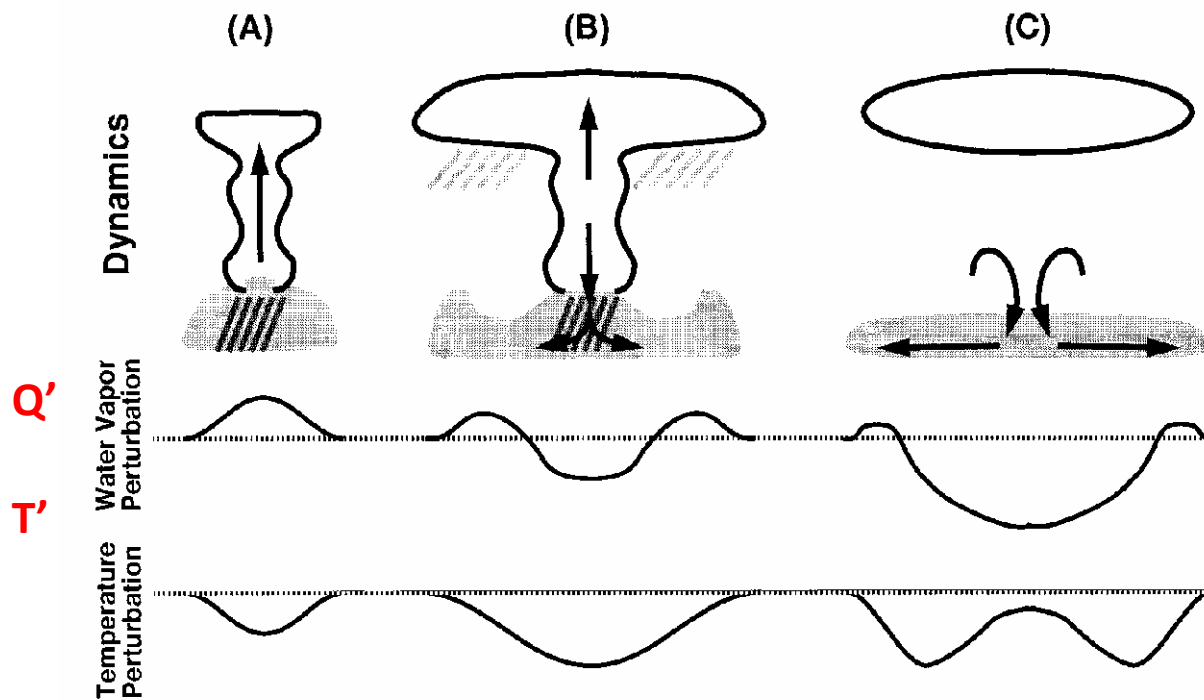 (A)
(B)
(C)
Dynamics
Q’
Water Vapor
Perturbation
T’
Temperature
Perturbation